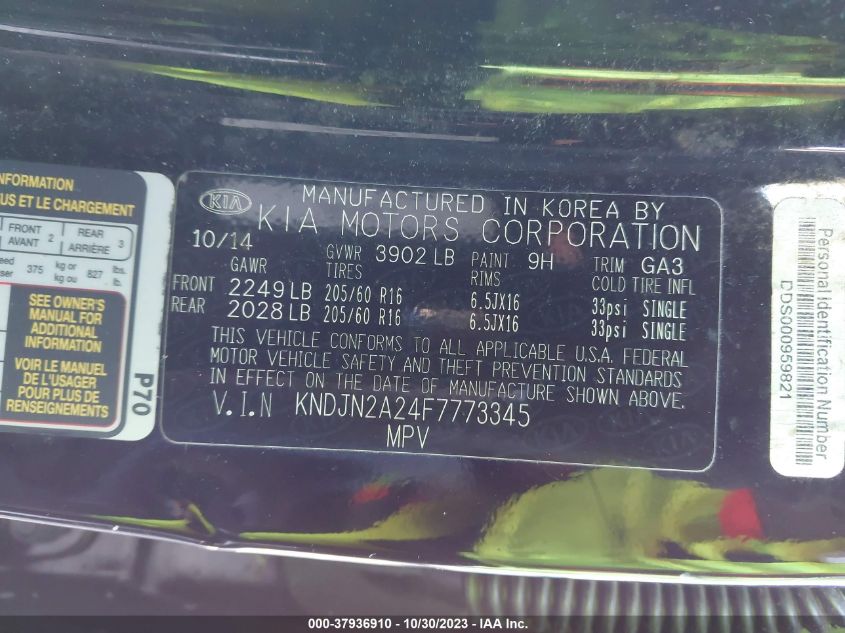 INFORMATION
US ET LE CHARGEMENT
FRONT 2 REAR 3
AVANT ARRIÈRE
375 kg or 827 lbs.
kg ou lb.
SEE OWNER'S
MANUAL FOR
ADDITIONAL
INFORMATION
VOIR LE MANUEL
DE L'USAGER
POUR PLUS DE
RENSEIGNEMENTS
P70
KIA
MANUFACTURED IN KOREA BY
KIA MOTORS CORPORATION
10/14 GVWR 3902 LB PAINT 9H TRIM GA3
GAWR TIRES RIMS COLD TIRE INFL
FRONT 2249 LB 205/60 R16 6.5JX16 33psi SINGLE
REAR 2028 LB 205/60 R16 6.5JX16 33psi SINGLE
THIS VEHICLE CONFORMS TO ALL APPLICABLE U.S.A. FEDERAL
MOTOR VEHICLE SAFETY AND THEFT PREVENTION STANDARDS
IN EFFECT ON THE DATE OF MANUFACTURE SHOWN ABOVE.
V.I.N KNDJN2A24F7773345
MPV
Personal Identification Number
DDS000959821
000-37936910 - 10/30/2023 - iaai.com